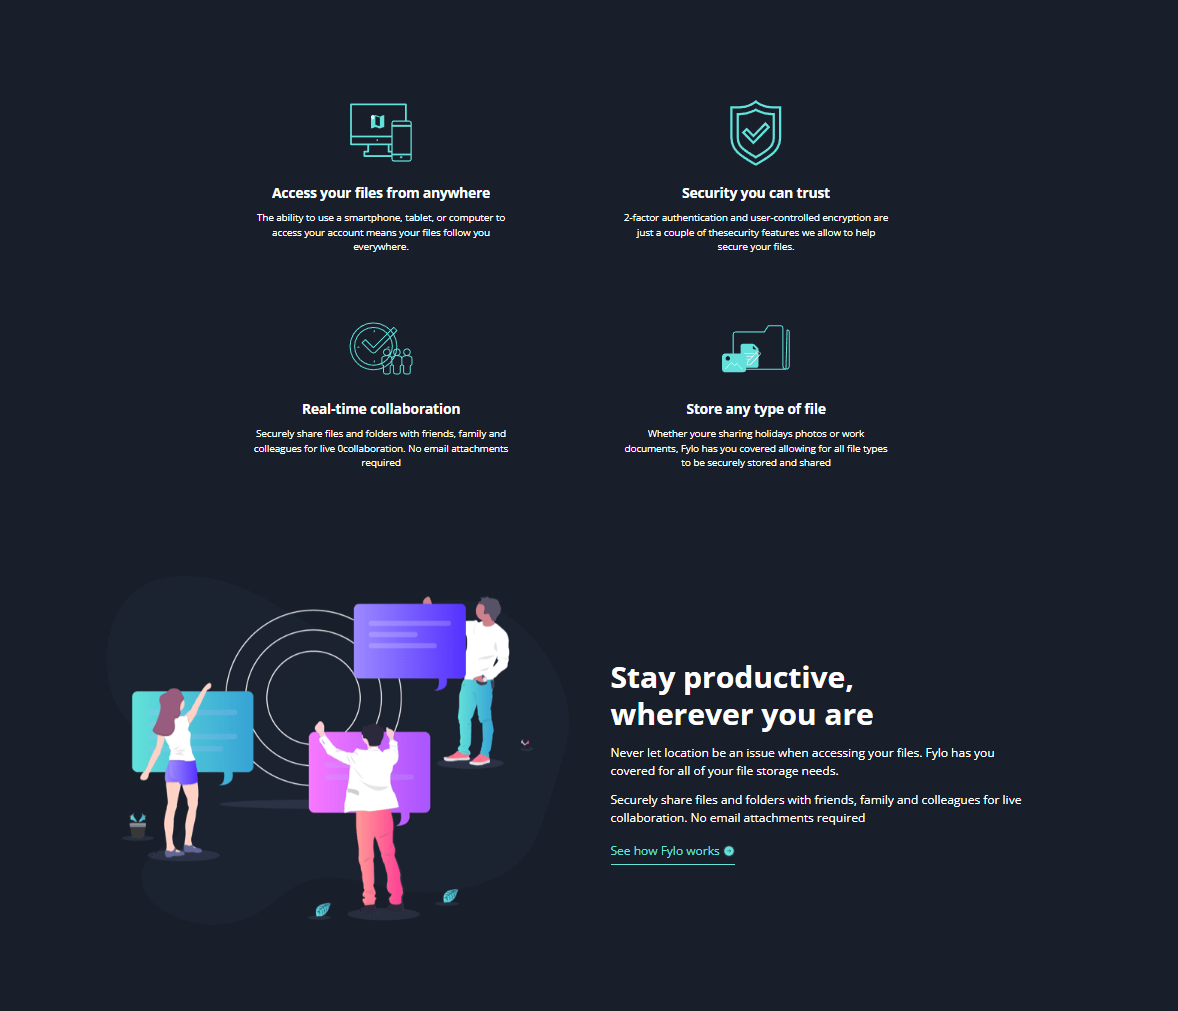 Access your files from anywhere
The ability to use a smartphone, tablet, or computer to
access your account means your files follow you
everywhere.
Security you can trust
2-factor authentication and user-controlled encryption are
just a couple of thesecurity features we allow to help
secure your files.
Real-time collaboration
Securely share files and folders with friends, family and
colleagues for live 0collaboration. No email attachments
required
Store any type of file
Whether youre sharing holidays photos or work
documents, Fylo has you covered allowing for all file types
to be securely stored and shared
Stay productive,
wherever you are
Never let location be an issue when accessing your files. Fylo has you
covered for all of your file storage needs.
Securely share files and folders with friends, family and colleagues for live
collaboration. No email attachments required
See how Fylo works